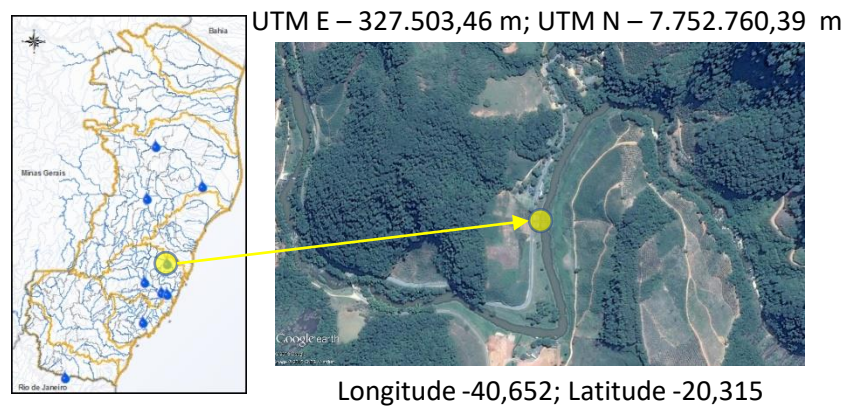 UTM E – 327.503,46 m; UTM N – 7.752.760,39 m
Bahia
Minas Gerais
Rio de Janeiro
Google earth
Longitude -40,652; Latitude -20,315